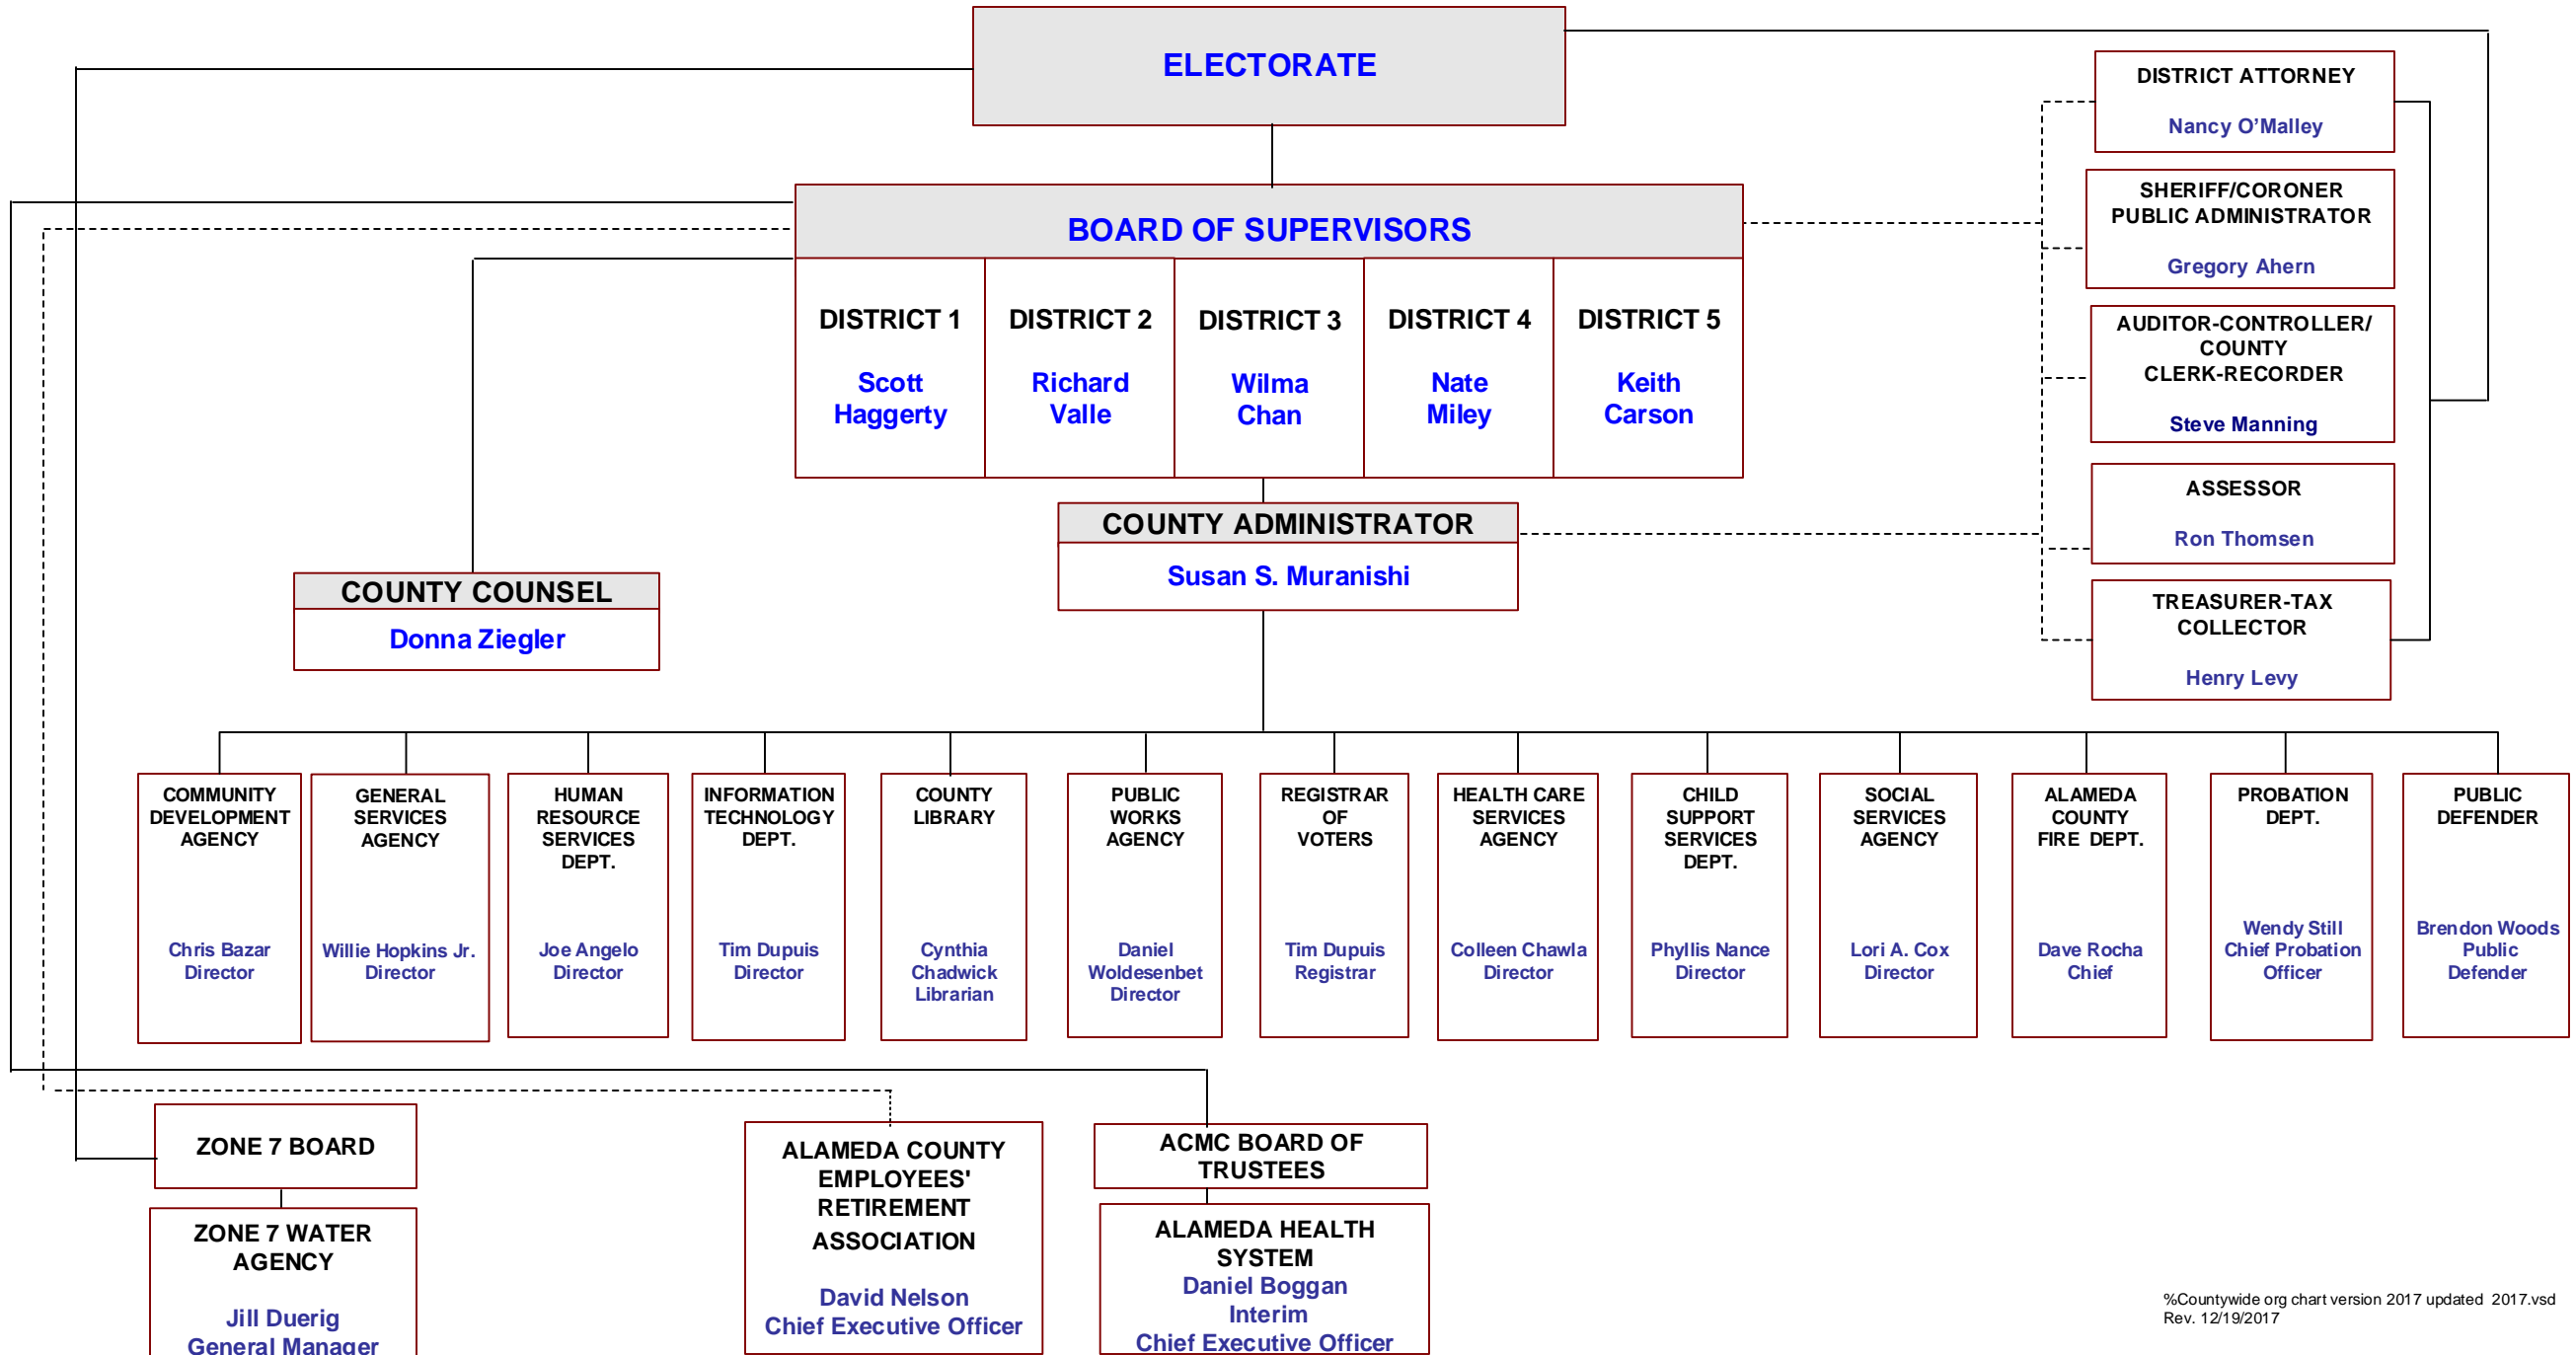 ELECTORATE
DISTRICT ATTORNEY
Nancy O’Malley
SHERIFF/CORONER
PUBLIC ADMINISTRATOR
Gregory Ahern
AUDITOR-CONTROLLER/
COUNTY
CLERK-RECORDER
Steve Manning
ASSESSOR
Ron Thomsen
TREASURER-TAX
COLLECTOR
Henry Levy
BOARD OF SUPERVISORS
DISTRICT 1
Scott
Haggerty
DISTRICT 2
Richard
Valle
DISTRICT 3
Wilma
Chan
DISTRICT 4
Nate
Miley
DISTRICT 5
Keith
Carson
COUNTY ADMINISTRATOR
Susan S. Muranishi
COUNTY COUNSEL
Donna Ziegler
COMMUNITY
DEVELOPMENT
AGENCY
Chris Bazar
Director
GENERAL
SERVICES
AGENCY
Willie Hopkins Jr.
Director
HUMAN
RESOURCE
SERVICES
DEPT.
Joe Angelo
Director
INFORMATION
TECHNOLOGY
DEPT.
Tim Dupuis
Director
COUNTY
LIBRARY
Cynthia
Chadwick
Librarian
PUBLIC
WORKS
AGENCY
Daniel
Woldesenbet
Director
REGISTRAR
OF
VOTERS
Tim Dupuis
Registrar
HEALTH CARE
SERVICES
AGENCY
Colleen Chawla
Director
CHILD
SUPPORT
SERVICES
DEPT.
Phyllis Nance
Director
SOCIAL
SERVICES
AGENCY
Lori A. Cox
Director
ALAMEDA
COUNTY
FIRE DEPT.
Dave Rocha
Chief
PROBATION
DEPT.
Wendy Still
Chief Probation
Officer
PUBLIC
DEFENDER
Brendon Woods
Public
Defender
ZONE 7 BOARD
ZONE 7 WATER
AGENCY
Jill Duerig
General Manager
ALAMEDA COUNTY
EMPLOYEES'
RETIREMENT
ASSOCIATION
David Nelson
Chief Executive Officer
ACMC BOARD OF
TRUSTEES
ALAMEDA HEALTH
SYSTEM
Daniel Boggan
Interim
Chief Executive Officer
%Countywide org chart version 2017 updated 2017.vsd
Rev. 12/19/2017